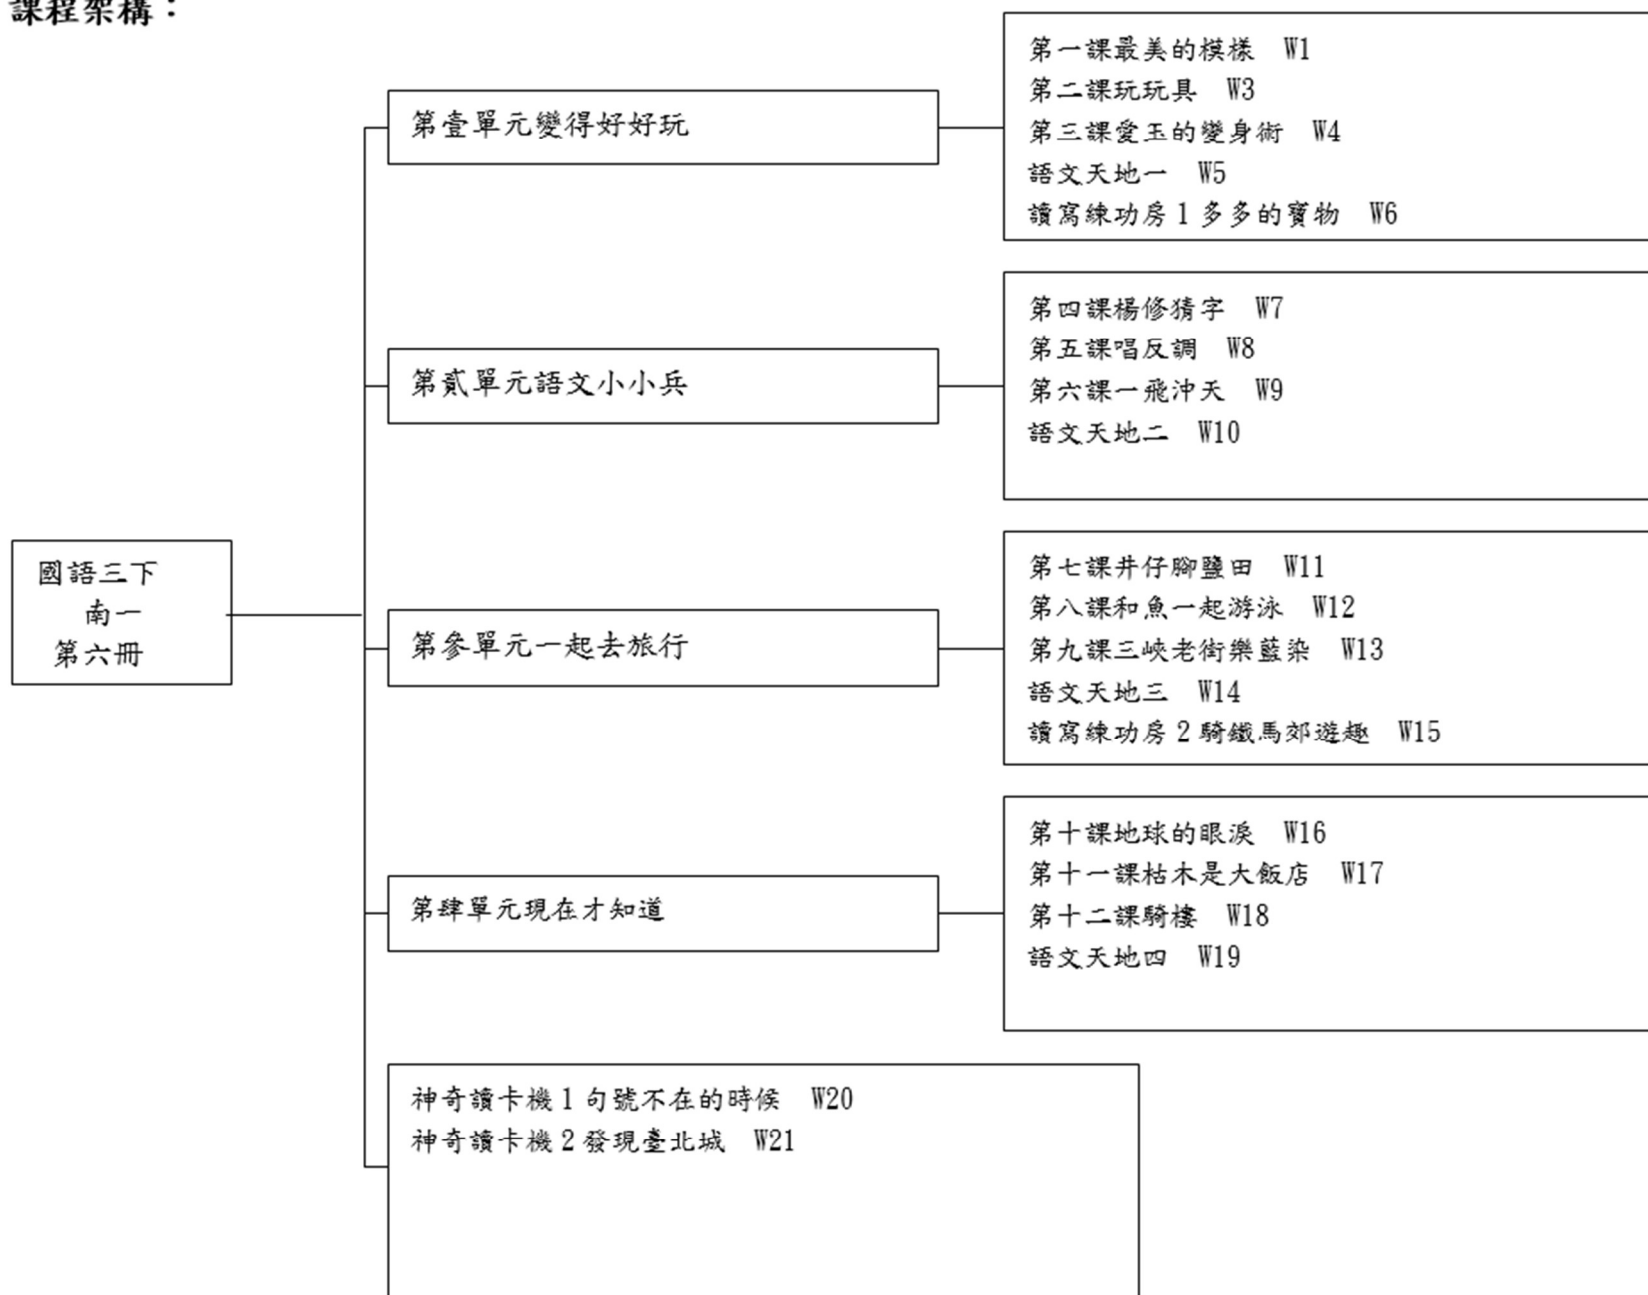 課程架構：
國語三下
南一
第六冊
第壹單元變得好好玩
第一課最美的模樣 W1
第二課玩玩具 W3
第三課愛玉的變身術 W4
語文天地一 W5
讀寫練功房 1 多多的寶物 W6
第貳單元語文小小兵
第四課楊修猜字 W7
第五課唱反調 W8
第六課一飛沖天 W9
語文天地二 W10
第參單元一起去旅行
第七課井仔腳鹽田 W11
第八課和魚一起游泳 W12
第九課三峽老街樂藍染 W13
語文天地三 W14
讀寫練功房 2 騎鐵馬郊遊趣 W15
第肆單元現在才知道
第十課地球的眼淚 W16
第十一課枯木是大飯店 W17
第十二課騎樓 W18
語文天地四 W19
神奇讀卡機 1 句號不在的時候 W20
神奇讀卡機 2 發現臺北城 W21